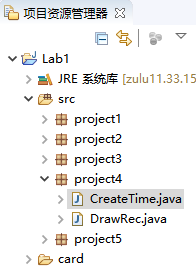 项目资源管理器
Lab1
JRE 系统库 [zulu11.33.15
src
project1
project2
project3
project4
CreateTime.java
DrawRec.java
project5
card